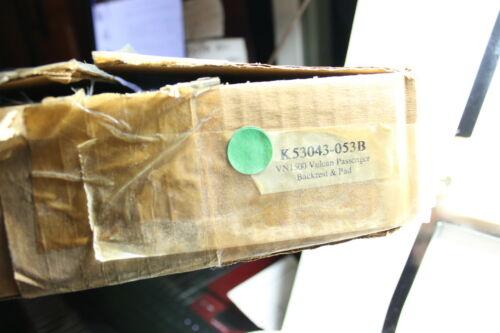 K53043-053B
VN1500 Vulcan Passenger
Backrest & Pad